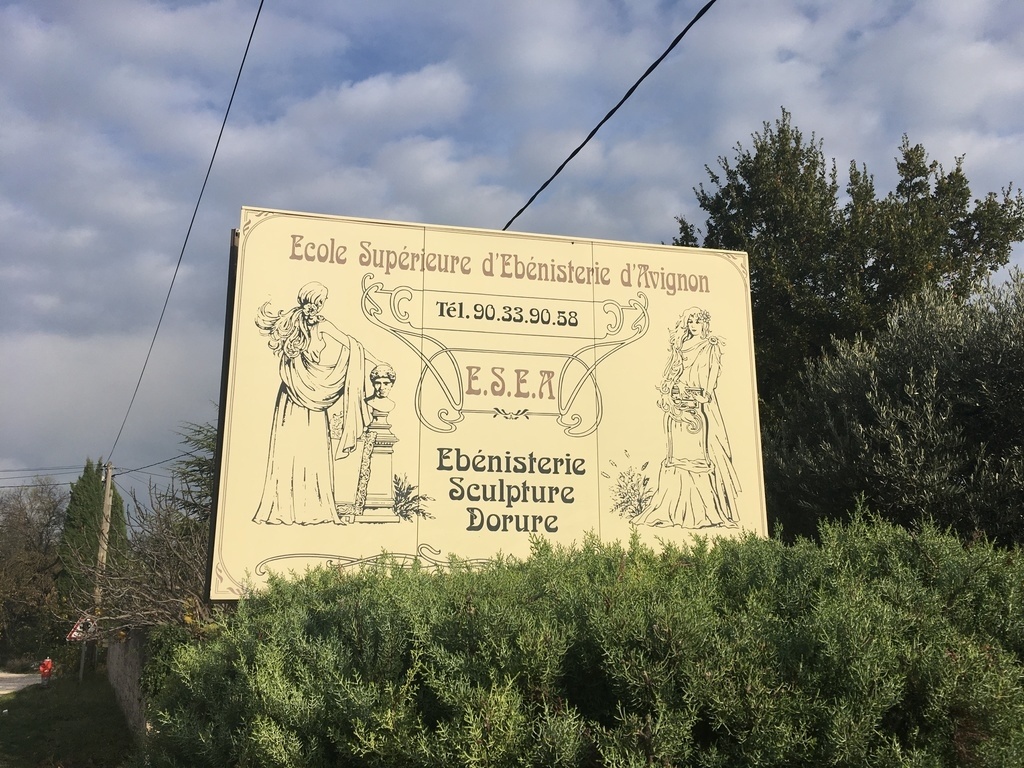 Ecole Supérieure d'Ebénisterie d'Avignon
Tél. 90.33.90.58
E.S.E.A
Ebénisterie
Sculpture
Dorure